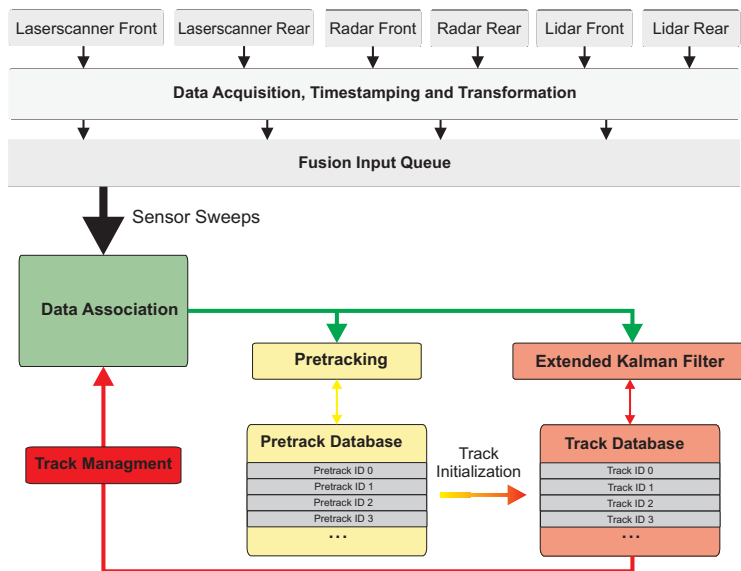 Laserscanner Front
Laserscanner Rear
Radar Front
Radar Rear
Lidar Front
Lidar Rear
Data Acquisition, Timestamping and Transformation
Fusion Input Queue
Sensor Sweeps
Data Association
Pretracking
Extended Kalman Filter
Track Managment
Pretrack Database
Pretrack ID 0
Pretrack ID 1
Pretrack ID 2
Pretrack ID 3
...
Track
Initialization
Track Database
Track ID 0
Track ID 1
Track ID 2
Track ID 3
...